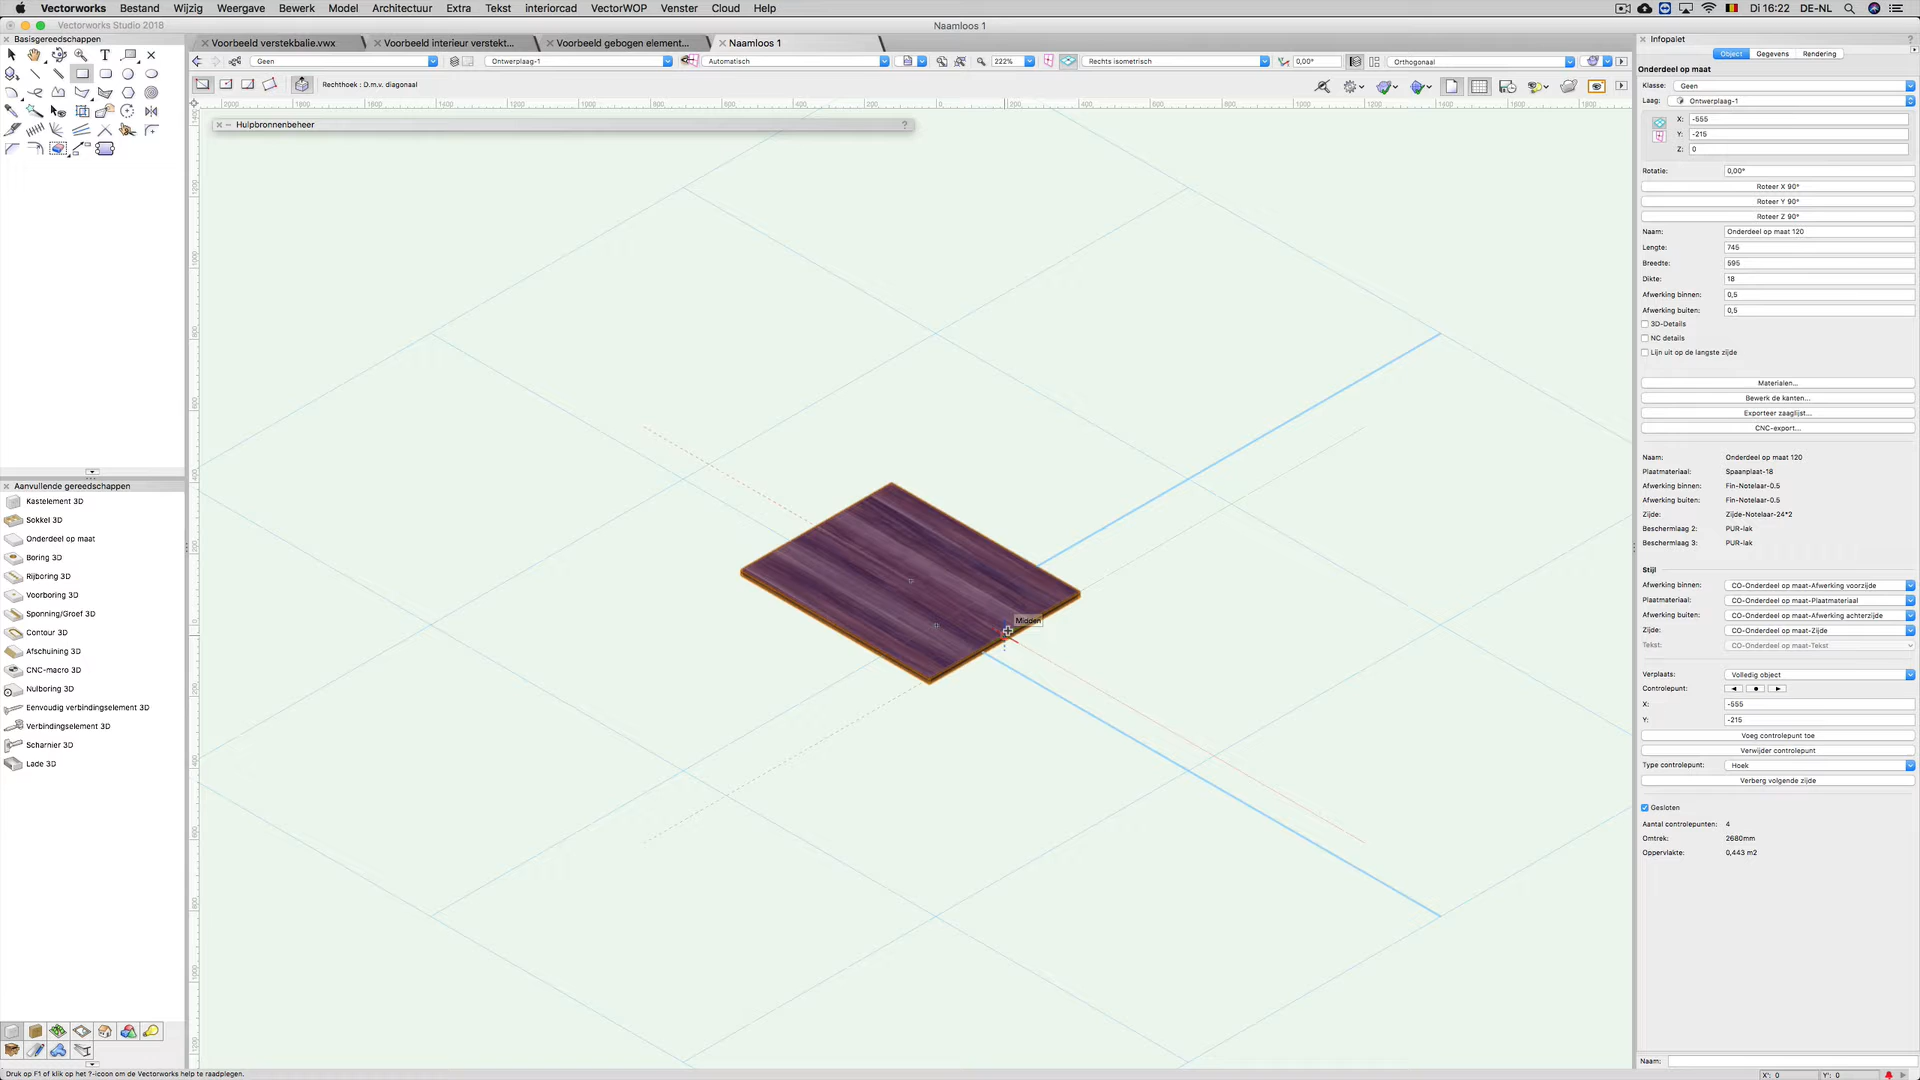 Vectorworks Bestand Wijzig Weergave Bewerk Model Architectuur Extra Tekst interiorcad VectorWOP Venster Cloud Help
Di 16:22 DE-NL
Vectorworks Studio 2018
Naamloos 1
Basisgereedschappen
Voorbeeld verstekbalie.vwx
Voorbeeld interieur verstekt...
Voorbeeld gebogen element...
Naamloos 1
Geen
Ontwerplaag-1
Automatisch
222%
Rechts isometrisch
0,00°
Orthogonaal
Rechthoek : D.m.v. diagonaal
Hulpbronnenbeheer
?
Midden
Aanvullende gereedschappen
Kastelement 3D
Sokkel 3D
Onderdeel op maat
Boring 3D
Rijboring 3D
Voorboring 3D
Sponning/Groef 3D
Contour 3D
Afschuining 3D
CNC-macro 3D
Nulboring 3D
Eenvoudig verbindingselement 3D
Verbindingselement 3D
Scharnier 3D
Lade 3D
Druk op F1 of klik op het ?-icoon om de Vectorworks help te raadplegen.
Infopalet
Object Gegevens Rendering
Onderdeel op maat
Klasse: Geen
Laag: Ontwerplaag-1
X: -555
Y: -215
Z: 0
Rotatie: 0,00°
Roteer X 90°
Roteer Y 90°
Roteer Z 90°
Naam: Onderdeel op maat 120
Lengte: 745
Breedte: 595
Dikte: 18
Afwerking binnen: 0,5
Afwerking buiten: 0,5
3D-Details
NC details
Lijn uit op de langste zijde
Materialen...
Bewerk de kanten...
Exporteer zaaglijst...
CNC-export...
Naam: Onderdeel op maat 120
Plaatmateriaal: Spaanplaat-18
Afwerking binnen: Fin-Notelaar-0.5
Afwerking buiten: Fin-Notelaar-0.5
Zijde: Zijde-Notelaar-24*2
Beschermlaag 2: PUR-lak
Beschermlaag 3: PUR-lak
Stijl
Afwerking binnen: CO-Onderdeel op maat-Afwerking voorzijde
Plaatmateriaal: CO-Onderdeel op maat-Plaatmateriaal
Afwerking buiten: CO-Onderdeel op maat-Afwerking achterzijde
Zijde: CO-Onderdeel op maat-Zijde
Tekst: CO-Onderdeel op maat-Tekst
Verplaats: Volledig object
Controlepunt:
X: -555
Y: -215
Voeg controlepunt toe
Verwijder controlepunt
Type controlepunt: Hoek
Verberg volgende zijde
Gesloten
Aantal controlepunten: 4
Omtrek: 2680mm
Oppervlakte: 0,443 m2
Naam:
X': 0 Y': 0